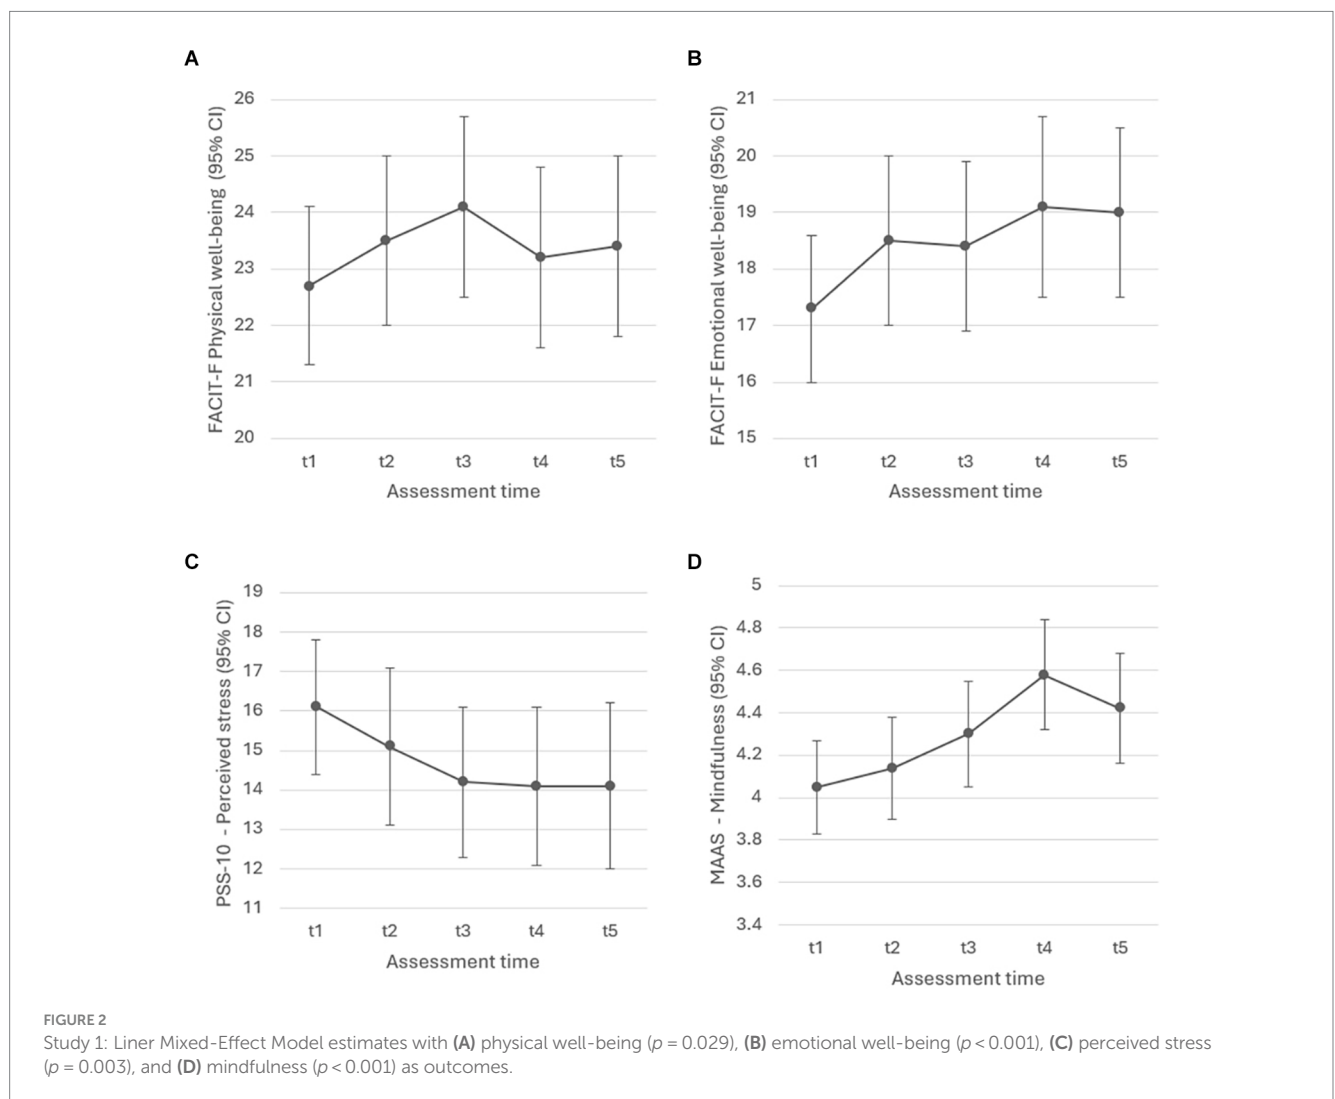 A
FACIT-F Physical well-being (95% CI)
26
25
24
23
22
21
20
t1 t2 t3 t4 t5
Assessment time
B
FACIT-F Emotional well-being (95% CI)
21
20
19
18
17
16
15
t1 t2 t3 t4 t5
Assessment time
C
PSS-10 - Perceived stress (95% CI)
19
18
17
16
15
14
13
12
11
t1 t2 t3 t4 t5
Assessment time
D
MAAS - Mindfulness (95% CI)
5
4.8
4.6
4.4
4.2
4
3.8
3.6
3.4
t1 t2 t3 t4 t5
Assessment time
FIGURE 2
Study 1: Liner Mixed-Effect Model estimates with (A) physical well-being (p = 0.029), (B) emotional well-being (p < 0.001), (C) perceived stress
(p = 0.003), and (D) mindfulness (p < 0.001) as outcomes.